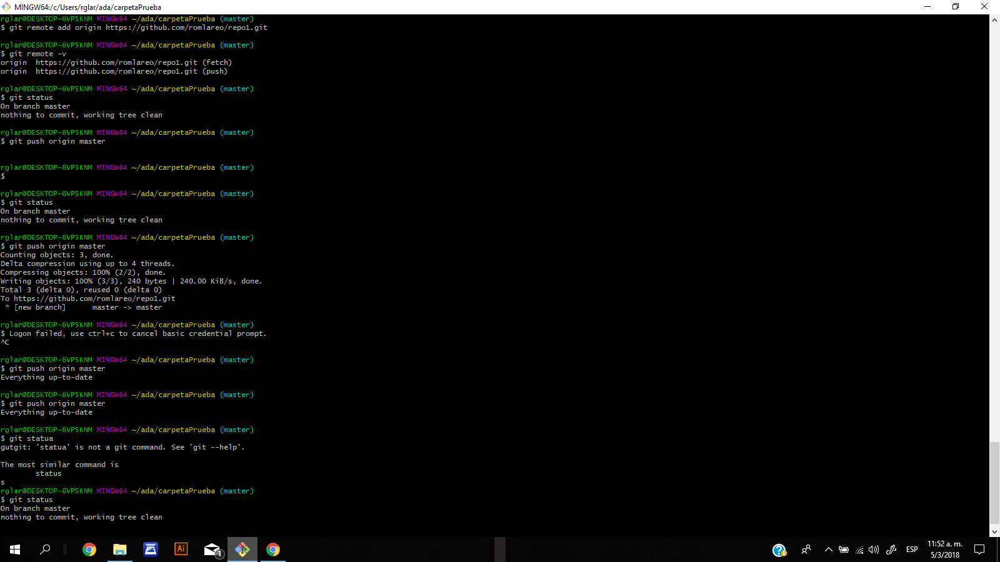 MINGW64:/c/Users/rglar/ada/carpetaPrueba
rglar@DESKTOP-6VP5KNM MINGW64 ~/ada/carpetaPrueba (master)
$ git remote add origin https://github.com/romlareo/repo1.git
rglar@DESKTOP-6VP5KNM MINGW64 ~/ada/carpetaPrueba (master)
$ git remote -v
origin  https://github.com/romlareo/repo1.git (fetch)
origin  https://github.com/romlareo/repo1.git (push)
rglar@DESKTOP-6VP5KNM MINGW64 ~/ada/carpetaPrueba (master)
$ git status
On branch master
nothing to commit, working tree clean
rglar@DESKTOP-6VP5KNM MINGW64 ~/ada/carpetaPrueba (master)
$ git push origin master
rglar@DESKTOP-6VP5KNM MINGW64 ~/ada/carpetaPrueba (master)
$
rglar@DESKTOP-6VP5KNM MINGW64 ~/ada/carpetaPrueba (master)
$ git status
On branch master
nothing to commit, working tree clean
rglar@DESKTOP-6VP5KNM MINGW64 ~/ada/carpetaPrueba (master)
$ git push origin master
Counting objects: 3, done.
Delta compression using up to 4 threads.
Compressing objects: 100% (2/2), done.
Writing objects: 100% (3/3), 240 bytes | 240.00 KiB/s, done.
Total 3 (delta 0), reused 0 (delta 0)
To https://github.com/romlareo/repo1.git
 * [new branch]      master -> master
rglar@DESKTOP-6VP5KNM MINGW64 ~/ada/carpetaPrueba (master)
$ Logon failed, use ctrl+c to cancel basic credential prompt.
^C
rglar@DESKTOP-6VP5KNM MINGW64 ~/ada/carpetaPrueba (master)
$ git push origin master
Everything up-to-date
rglar@DESKTOP-6VP5KNM MINGW64 ~/ada/carpetaPrueba (master)
$ git push origin master
Everything up-to-date
rglar@DESKTOP-6VP5KNM MINGW64 ~/ada/carpetaPrueba (master)
$ git statua
gutgit: 'statua' is not a git command. See 'git --help'.
The most similar command is
        status
s
rglar@DESKTOP-6VP5KNM MINGW64 ~/ada/carpetaPrueba (master)
$ git status
On branch master
nothing to commit, working tree clean
Ai
1
ESP
11:52 a. m.
5/3/2018